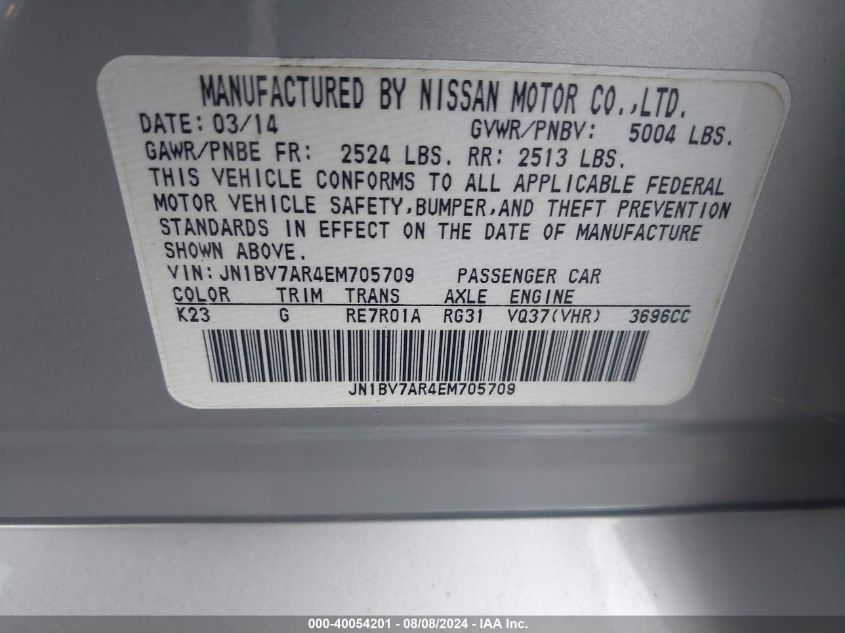 MANUFACTURED BY NISSAN MOTOR CO.,LTD.
DATE: 03/14 GVWR/PNBV: 5004 LBS.
GAWR/PNBE FR: 2524 LBS. RR: 2513 LBS.
THIS VEHICLE CONFORMS TO ALL APPLICABLE FEDERAL
MOTOR VEHICLE SAFETY,BUMPER,AND THEFT PREVENTION
STANDARDS IN EFFECT ON THE DATE OF MANUFACTURE
SHOWN ABOVE.
VIN: JN1BV7AR4EM705709 PASSENGER CAR
COLOR TRIM TRANS AXLE ENGINE
K23 G RE7R01A RG31 VQ37(VHR) 3696CC
JN1BV7AR4EM705709
000-40054201 - 08/08/2024 - IAA Inc.